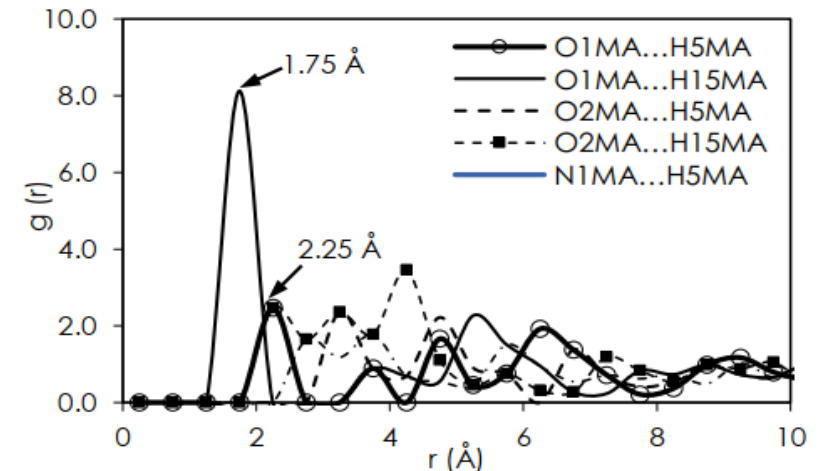 10.0
8.0
6.0
4.0
2.0
0.0
g (r)
1.75 Å
2.25 Å
O1MA...H5MA
O1MA...H15MA
O2MA...H5MA
O2MA...H15MA
N1MA...H5MA
0 2 4 6 8 10
r (Å)